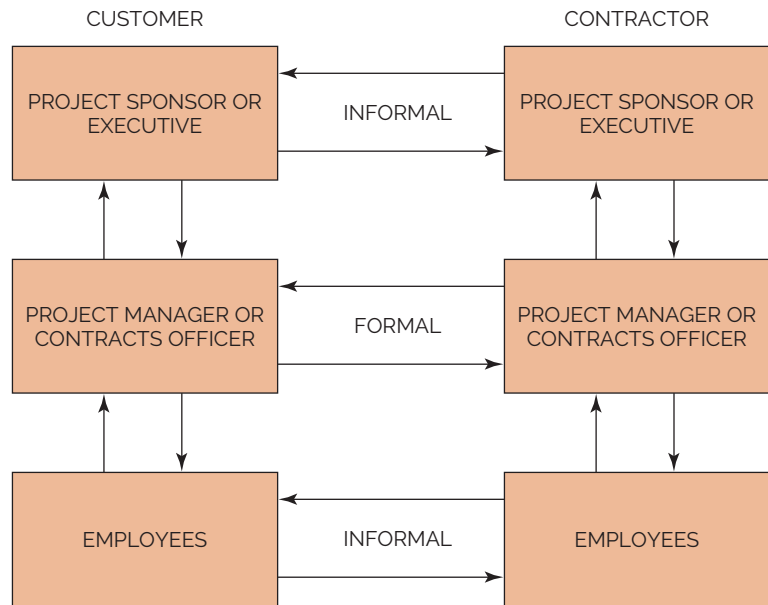 CUSTOMER
CONTRACTOR
PROJECT SPONSOR OR
EXECUTIVE
INFORMAL
PROJECT SPONSOR OR
EXECUTIVE
PROJECT MANAGER OR
CONTRACTS OFFICER
FORMAL
PROJECT MANAGER OR
CONTRACTS OFFICER
EMPLOYEES
INFORMAL
EMPLOYEES